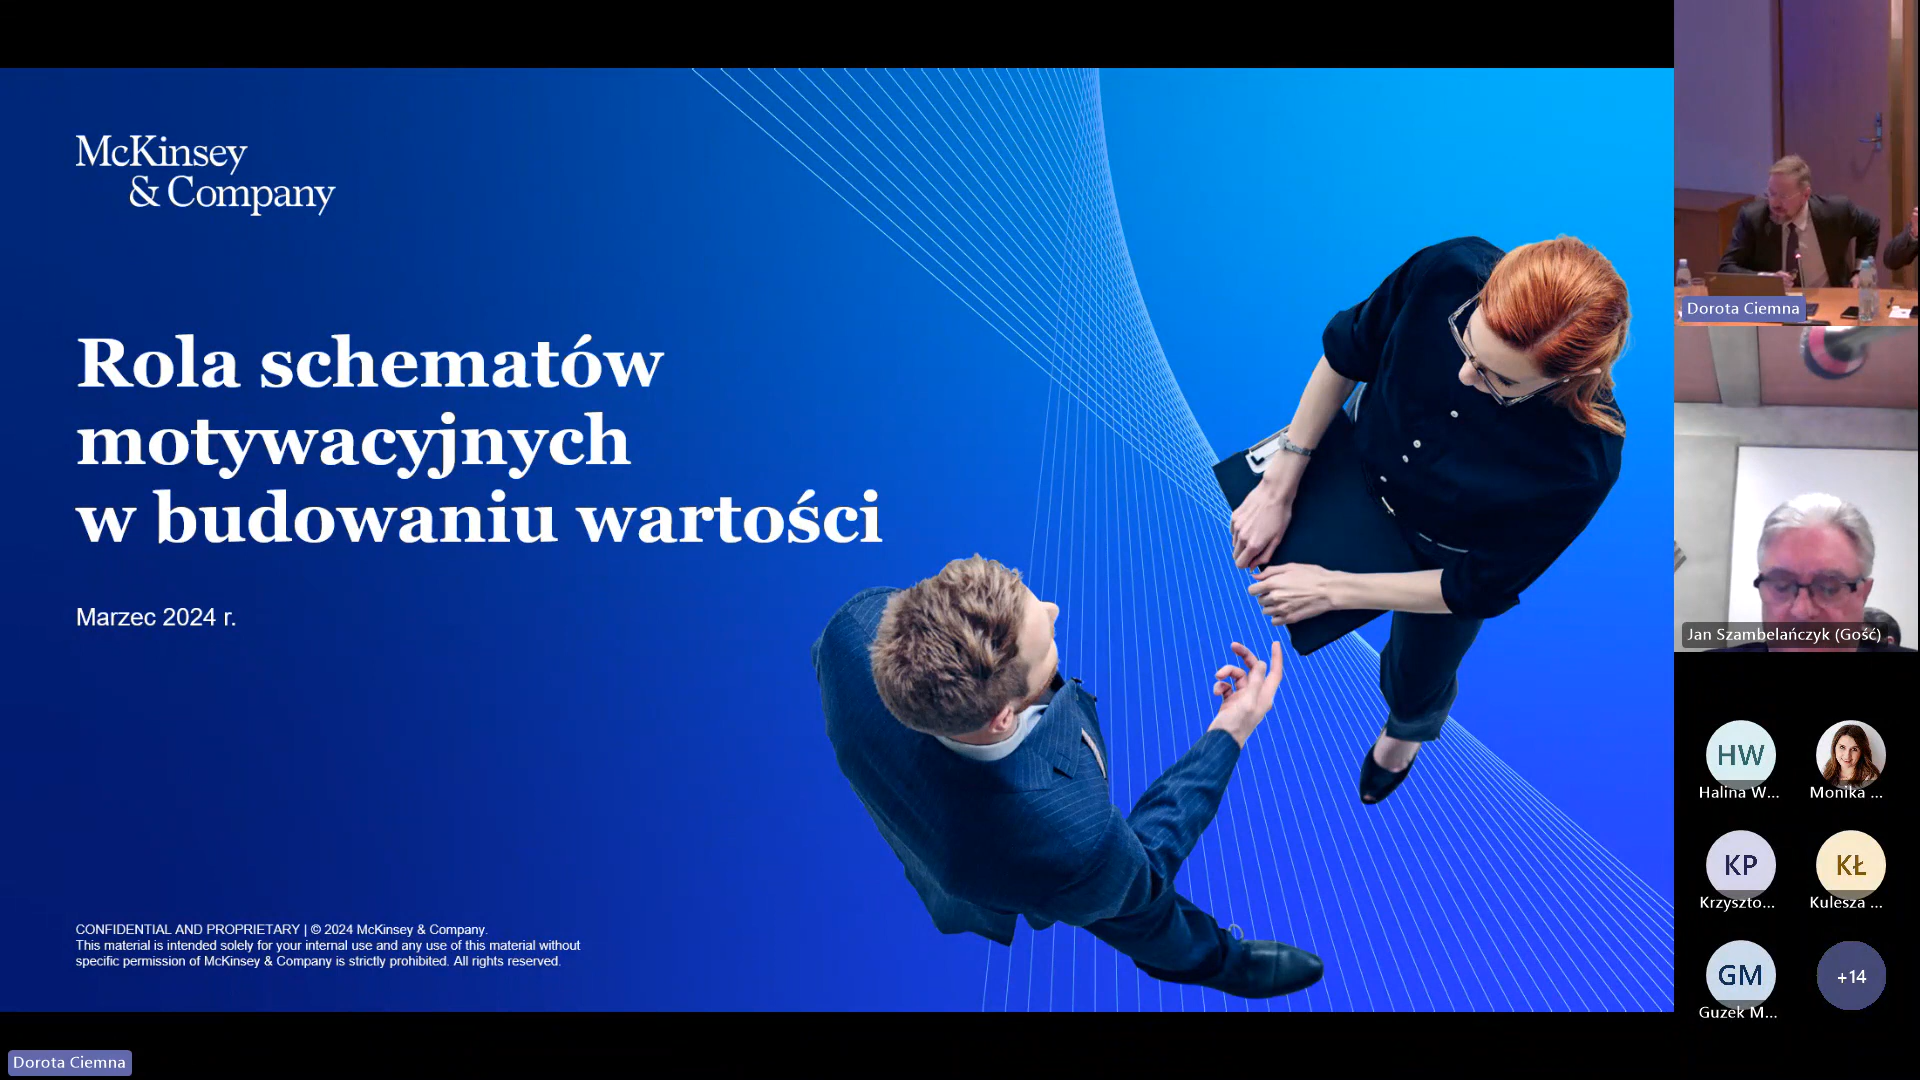 McKinsey
& Company
Rola schematów
motywacyjnych
w budowaniu wartości
Marzec 2024 r.
CONFIDENTIAL AND PROPRIETARY | © 2024 McKinsey & Company.
This material is intended solely for your internal use and any use of this material without
specific permission of McKinsey & Company is strictly prohibited. All rights reserved.
Dorota Ciemna
Dorota Ciemna
Jan Szambelańczyk (Gość)
HW
Halina W...
Monika ...
KP
Krzyszto...
KŁ
Kulesza ...
GM
Guzek M...
+14